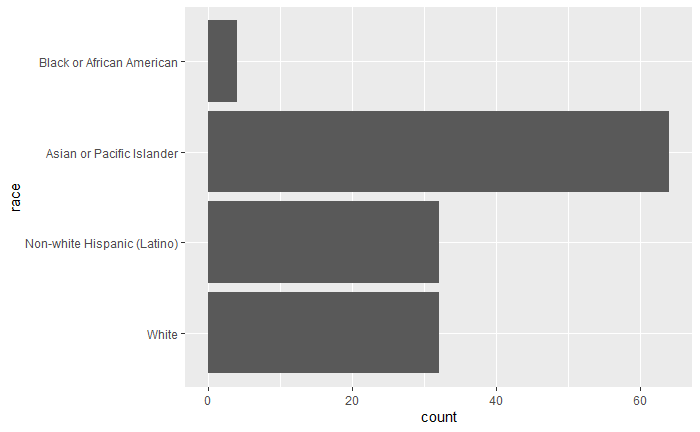 Black or African American
Asian or Pacific Islander
Non-white Hispanic (Latino)
White
race
0 20 40 60
count